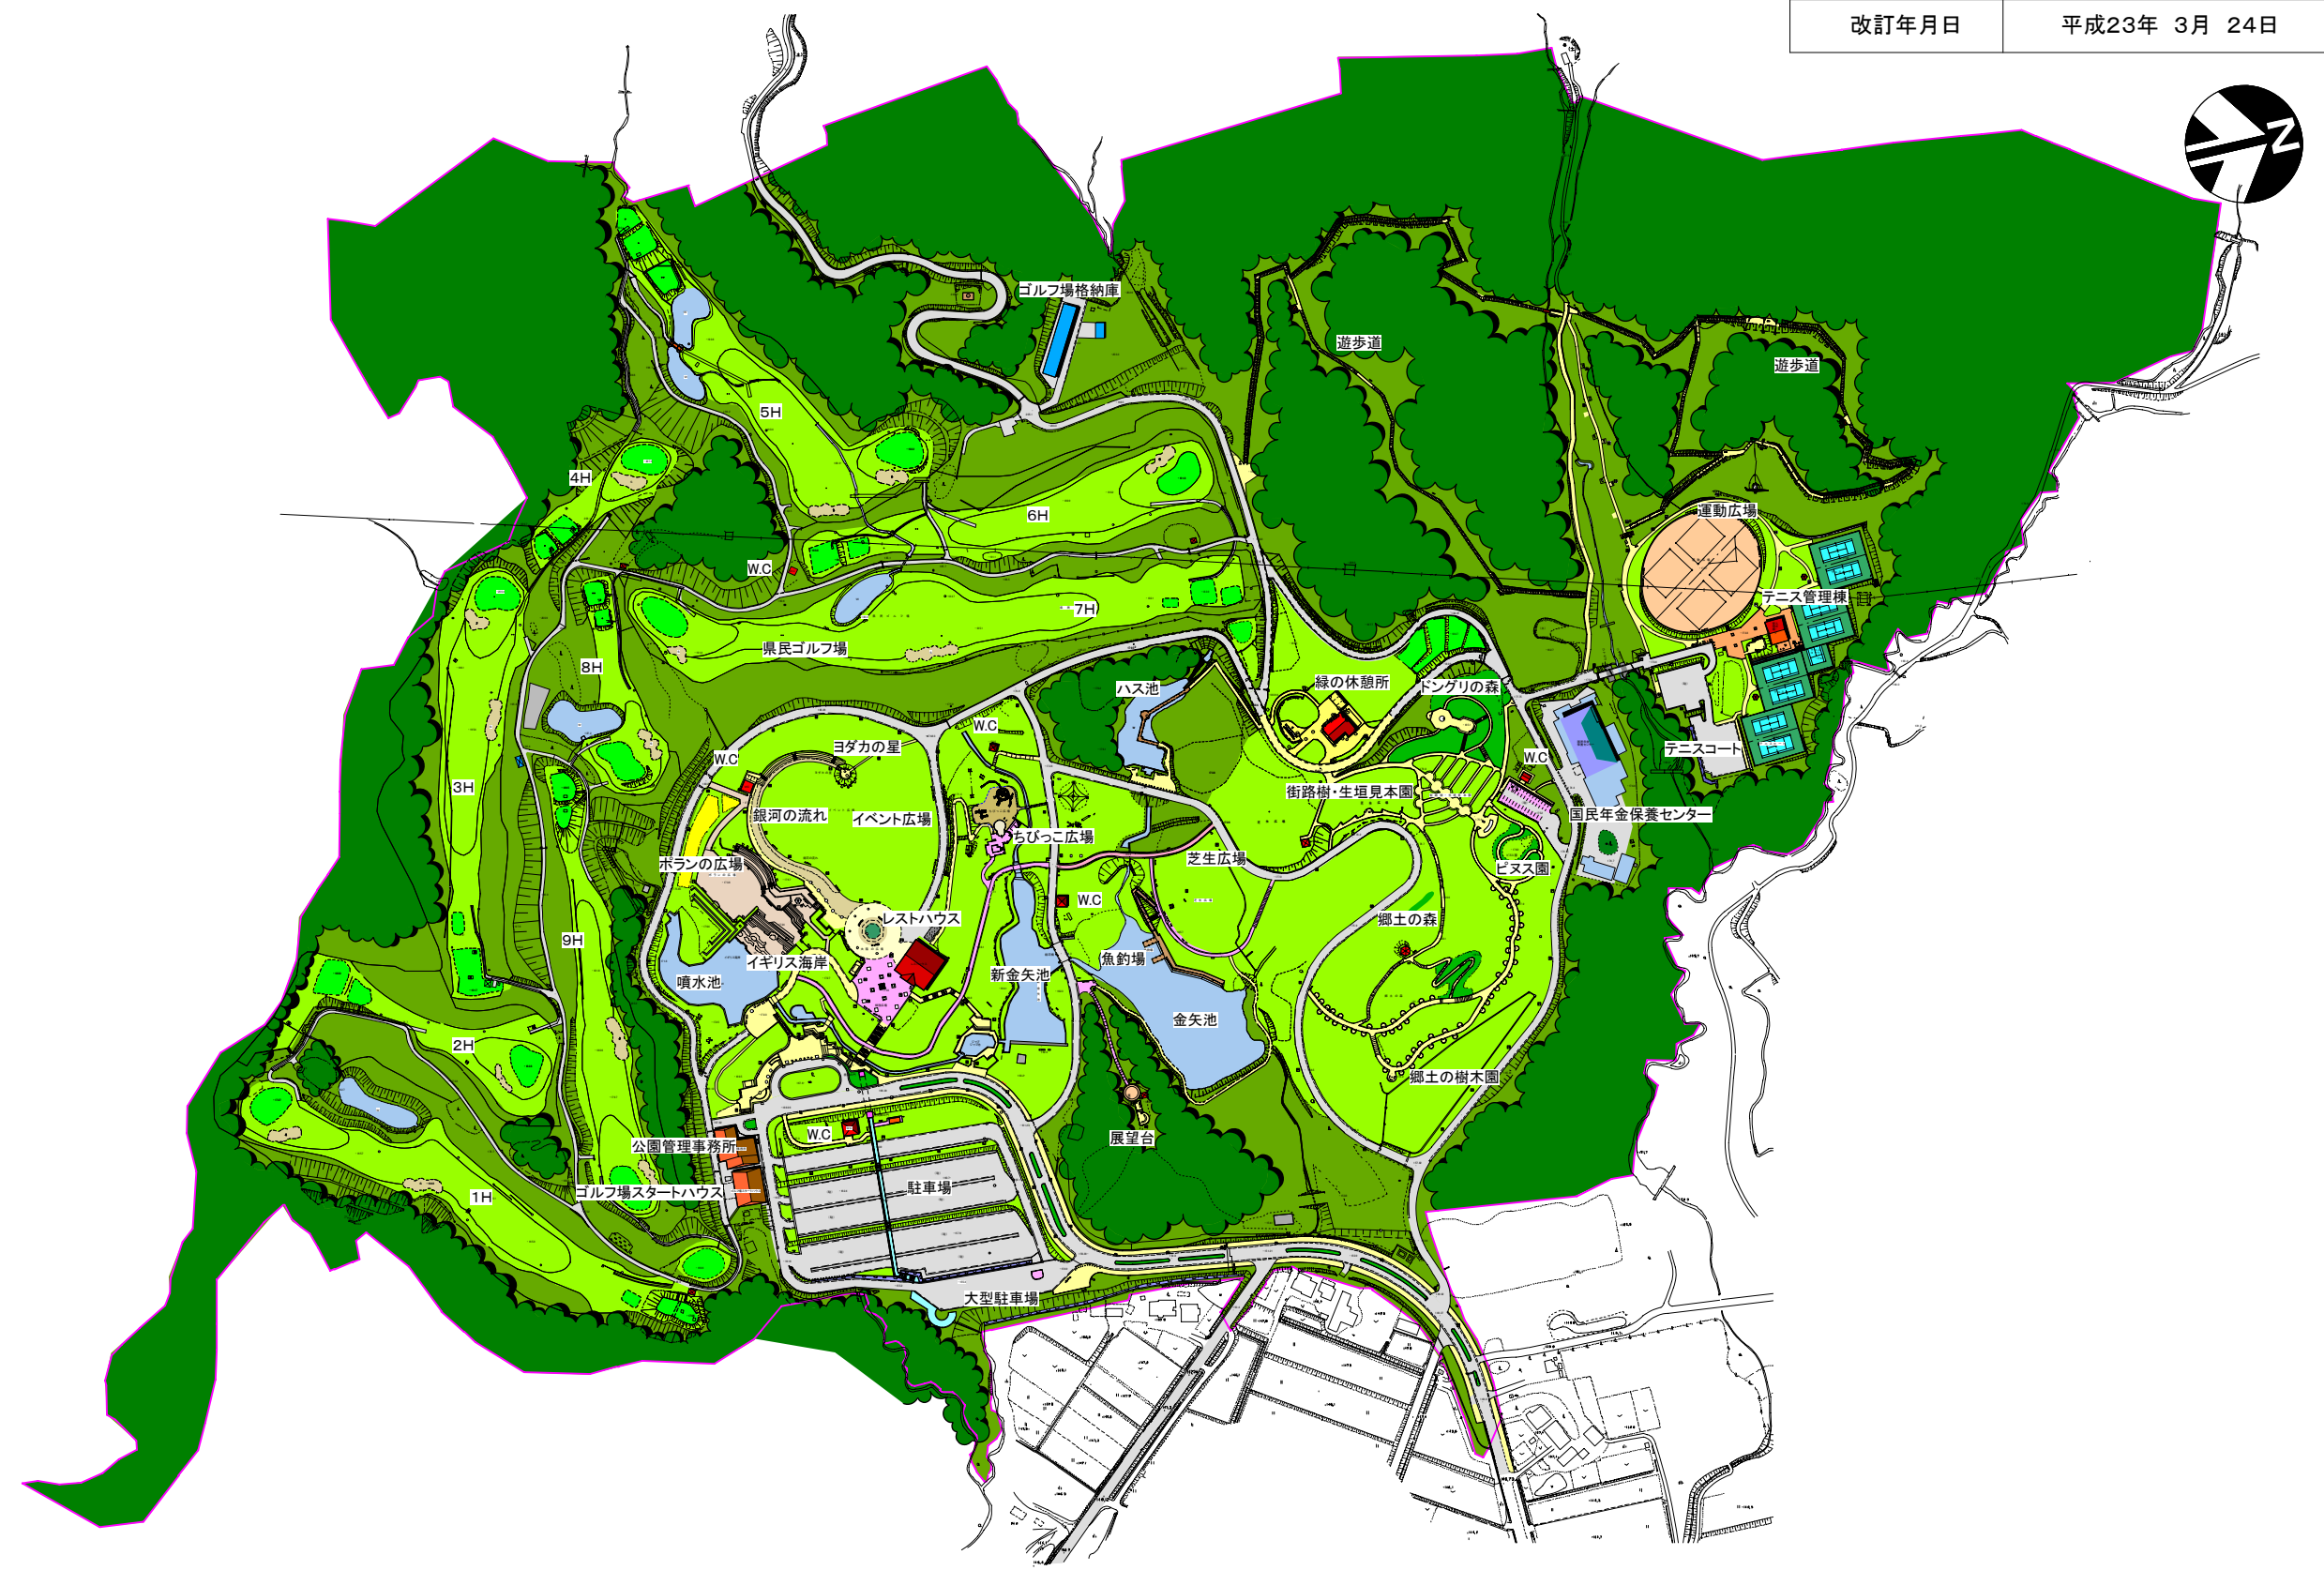 改訂年月日 平成23年 3月 24日
N
ゴルフ場格納庫
遊歩道
遊歩道
5H
4H
6H
運動広場
W.C
テニス管理棟
7H
県民ゴルフ場
8H
ハス池
緑の休憩所
ドングリの森
W.C
ヨダカの星
テニスコート
W.C
W.C
3H
街路樹・生垣見本園
銀河の流れ
イベント広場
国民年金保養センター
ちびっこ広場
ポランの広場
芝生広場
ピヌス園
W.C
レストハウス
郷土の森
9H
魚釣場
イギリス海岸
新金矢池
噴水池
金矢池
2H
郷土の樹木園
W.C
展望台
公園管理事務所
駐車場
ゴルフ場スタートハウス
1H
大型駐車場